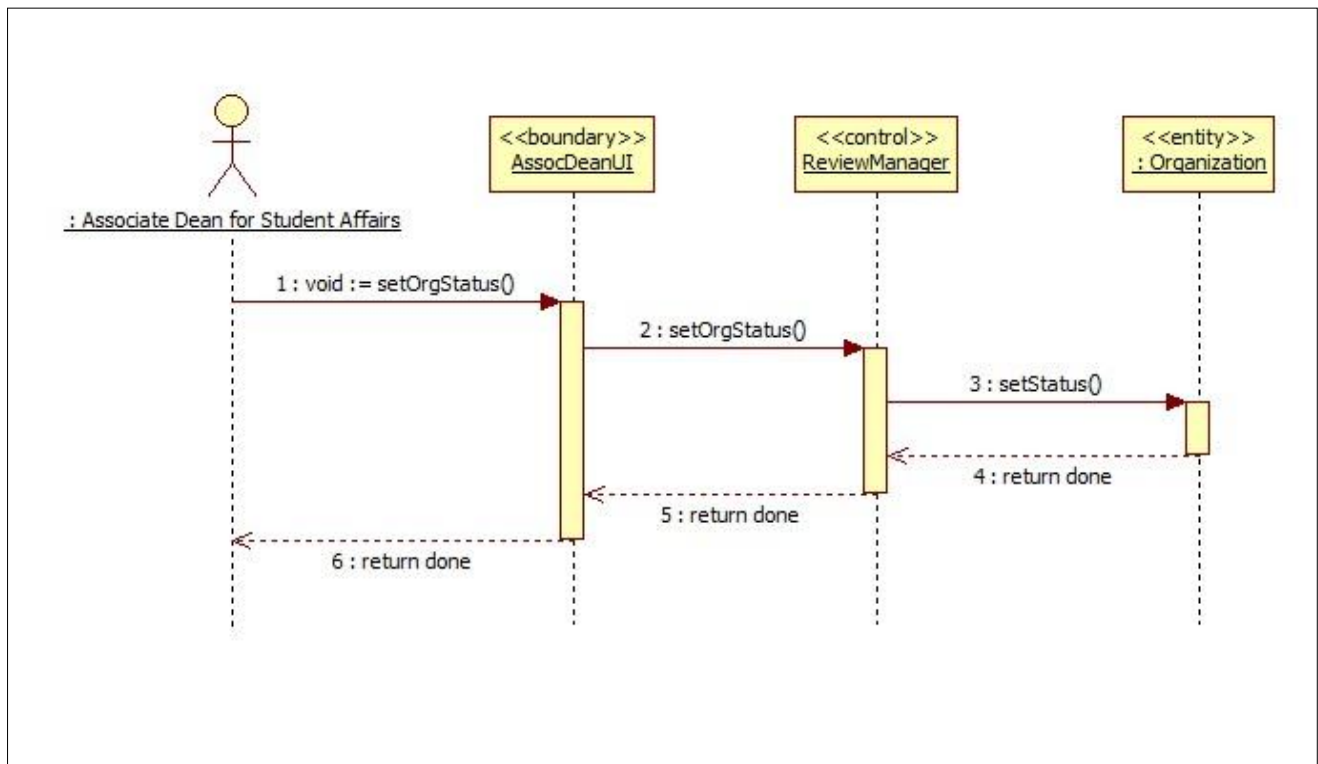 <<boundary>>
AssocDeanUI
<<control>>
ReviewManager
<<entity>>
: Organization
: Associate Dean for Student Affairs
1 : void := setOrgStatus()
2 : setOrgStatus()
3 : setStatus()
4 : return done
5 : return done
6 : return done